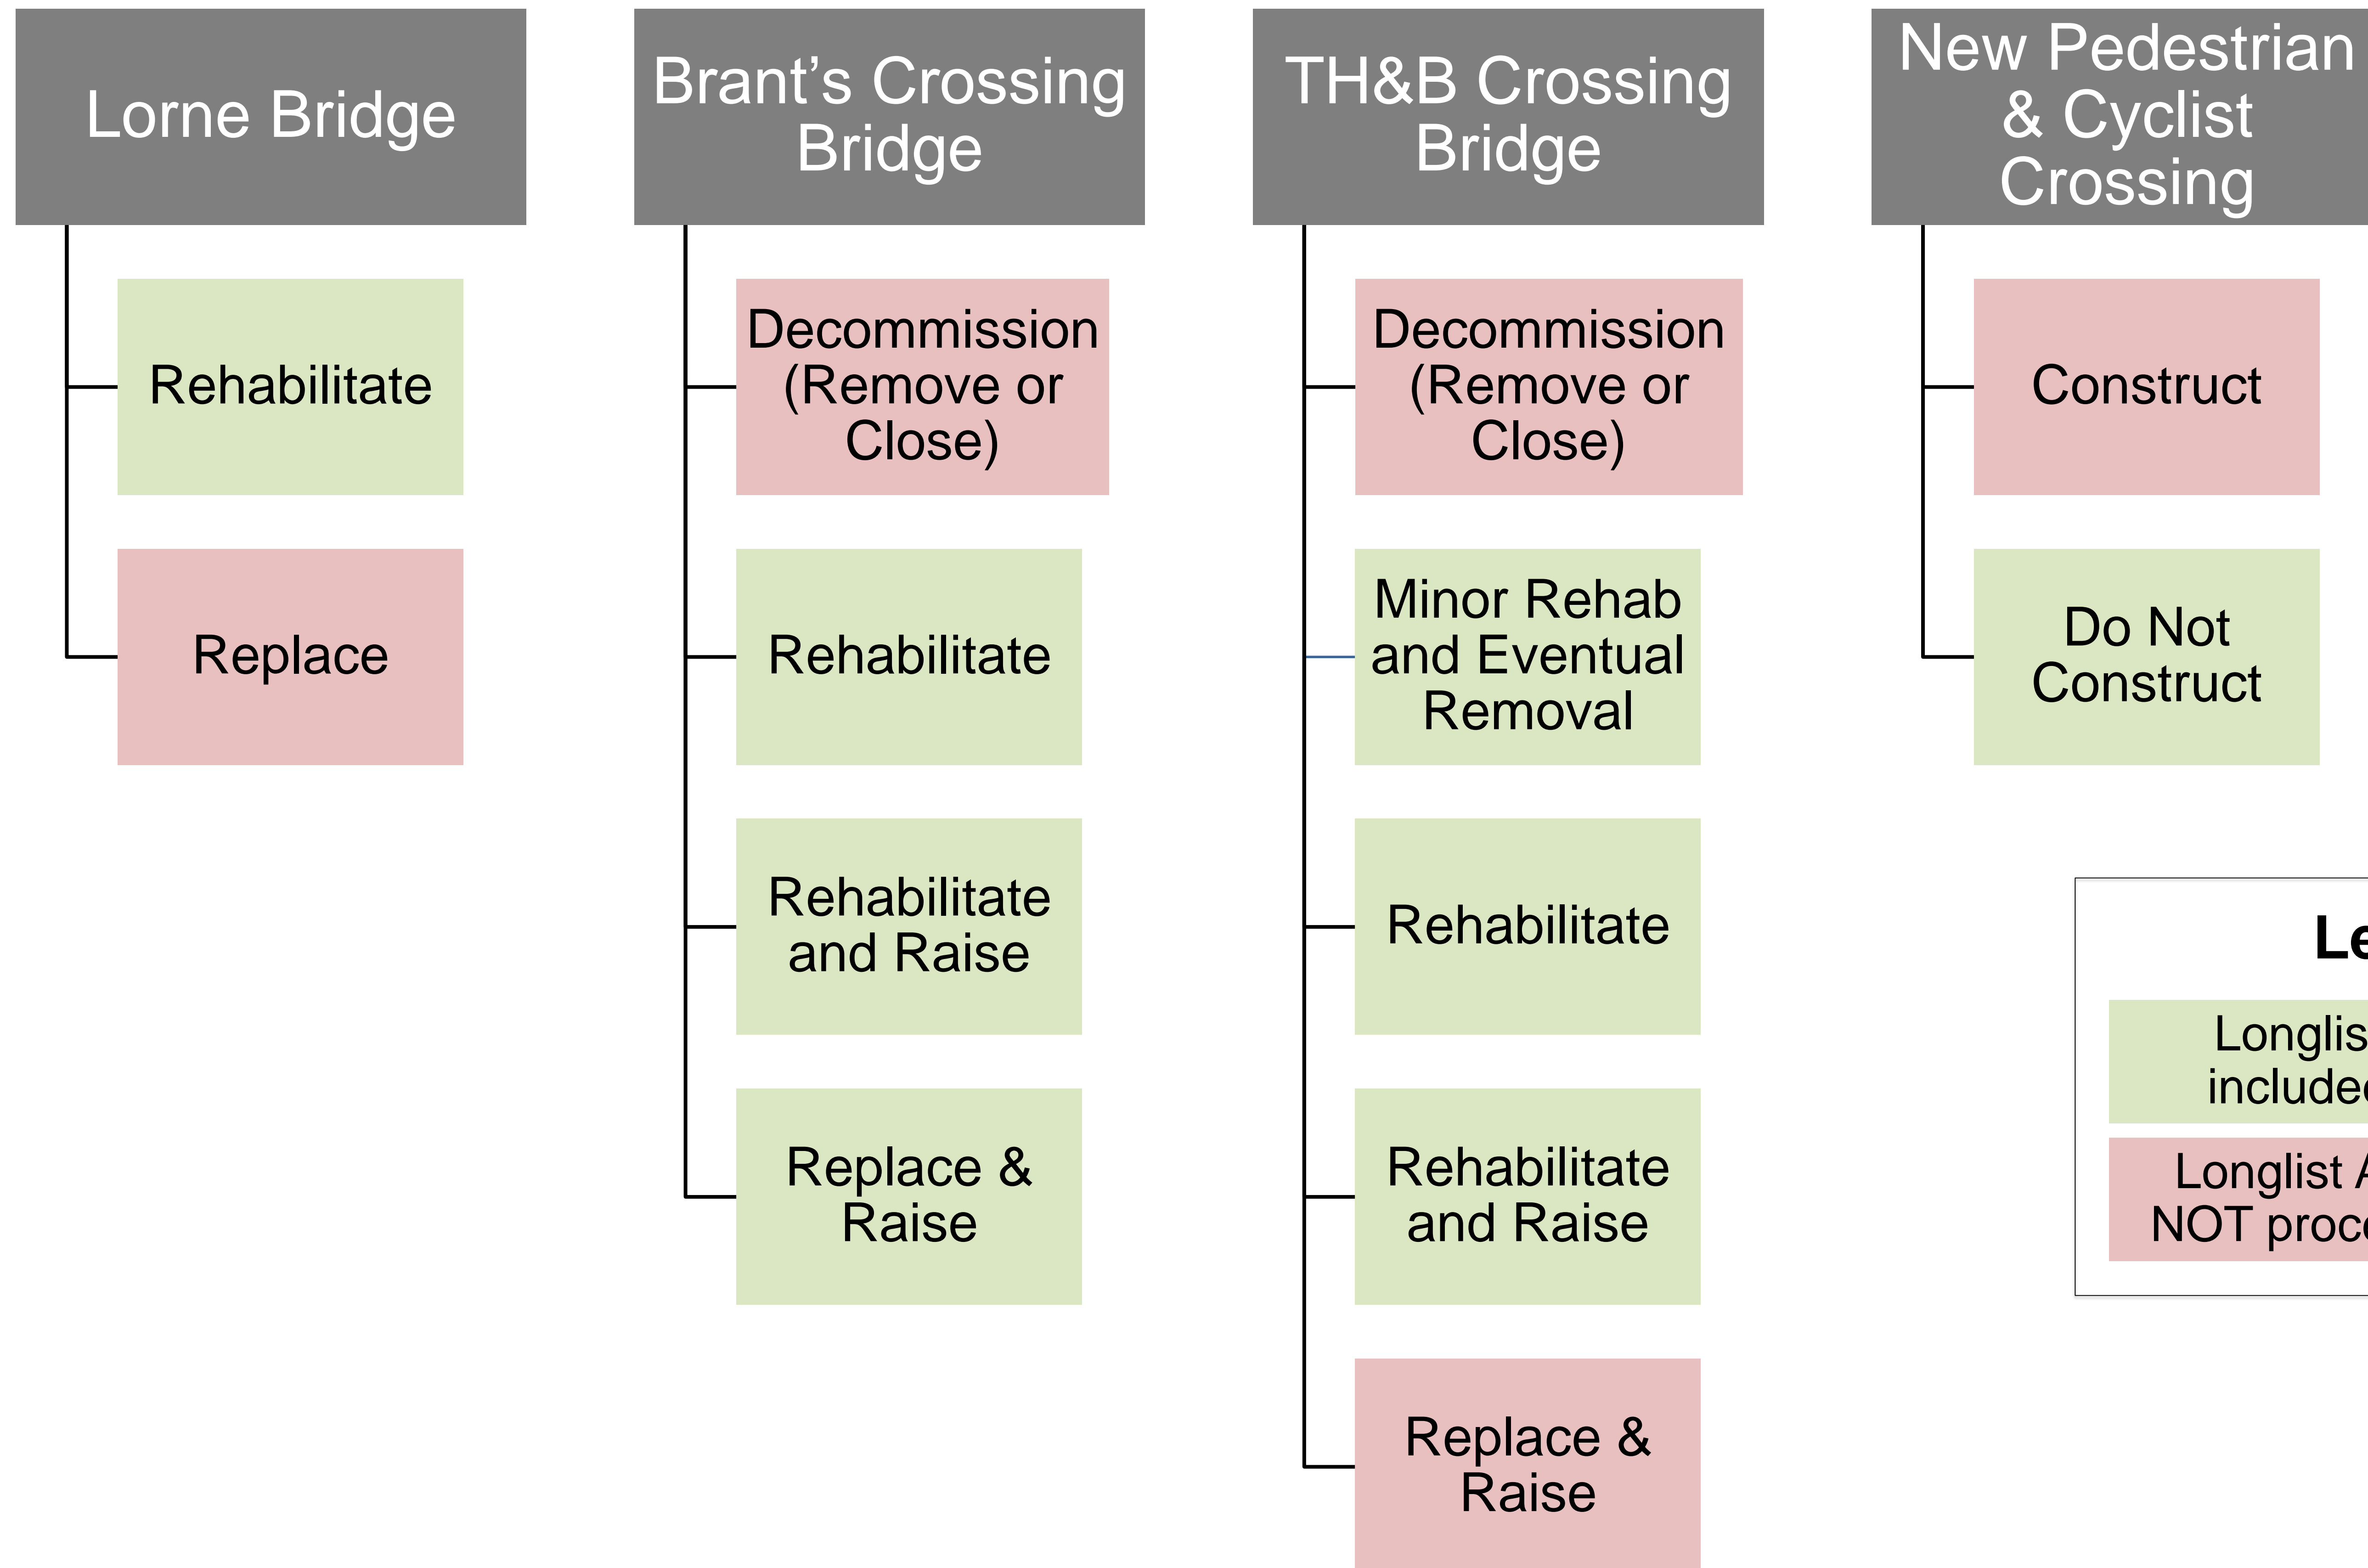 Lorne Bridge
Rehabilitate
Replace
Brant’s Crossing
Bridge
Decommission
(Remove or
Close)
Rehabilitate
Rehabilitate
and Raise
Replace &
Raise
TH&B Crossing
Bridge
Decommission
(Remove or
Close)
Minor Rehab
and Eventual
Removal
Rehabilitate
Rehabilitate
and Raise
Replace &
Raise
New Pedestrian
& Cyclist
Crossing
Construct
Do Not
Construct
Longlist
NOT